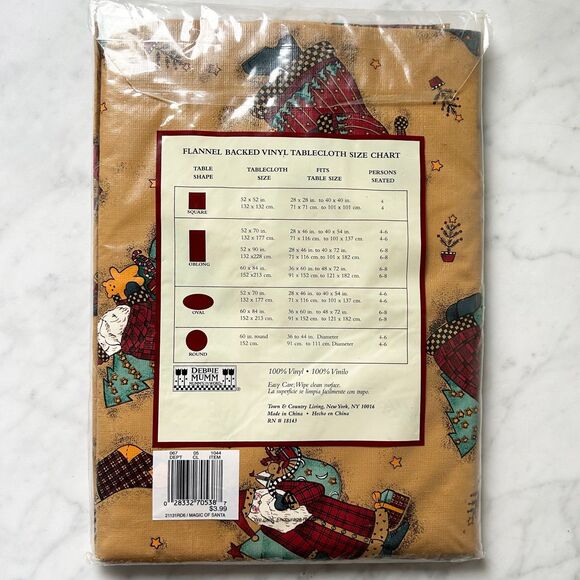 FLANNEL BACKED VINYL TABLECLOTH SIZE CHART
TABLE SHAPE TABLECLOTH SIZE FITS TABLE SIZE PERSONS SEATED
SQUARE
52 x 52 in. 28 x 28 in. to 40 x 40 in. 4
132 x 132 cm. 71 x 71 cm. to 101 x 101 cm. 4
OBLONG
52 x 70 in. 28 x 46 in. to 40 x 54 in. 4-6
132 x 177 cm. 71 x 116 cm. to 101 x 137 cm. 4-6
52 x 90 in. 28 x 46 in. to 40 x 72 in. 6-8
132 x228 cm. 71 x 116 cm. to 101 x 182 cm. 6-8
60 x 84 in. 36 x 60 in. to 48 x 72 in. 6-8
152 x213 cm. 91 x 152 cm. to 121 x 182 cm. 6-8
OVAL
52 x 70 in. 28 x 46 in. to 40 x 54 in. 4-6
132 x 177 cm. 71 x 116 cm. to 101 x 137 cm. 4-6
60 x 84 in. 36 x 60 in. to 48 x 72 in. 6-8
152 x 213 cm. 91 x 152 cm. to 121 x 182 cm. 6-8
ROUND
60 in. round 36 to 44 in. Diameter 4-6
152 cm. 91 cm. to 111 cm. Diameter 4-6
DEBBIE
MUMM
100% Vinyl • 100% Vinilo
Easy Care; Wipe clean surface.
La superficie se limpia facilmente con trapo.
Town & Country Living, New York, NY 10016
Made in China • Hecho en China
RN # 18143
067 05 1044
DEPT CL ITEM
0 28332 70538 7
$3.99
21131RD6 / MAGIC OF SANTA